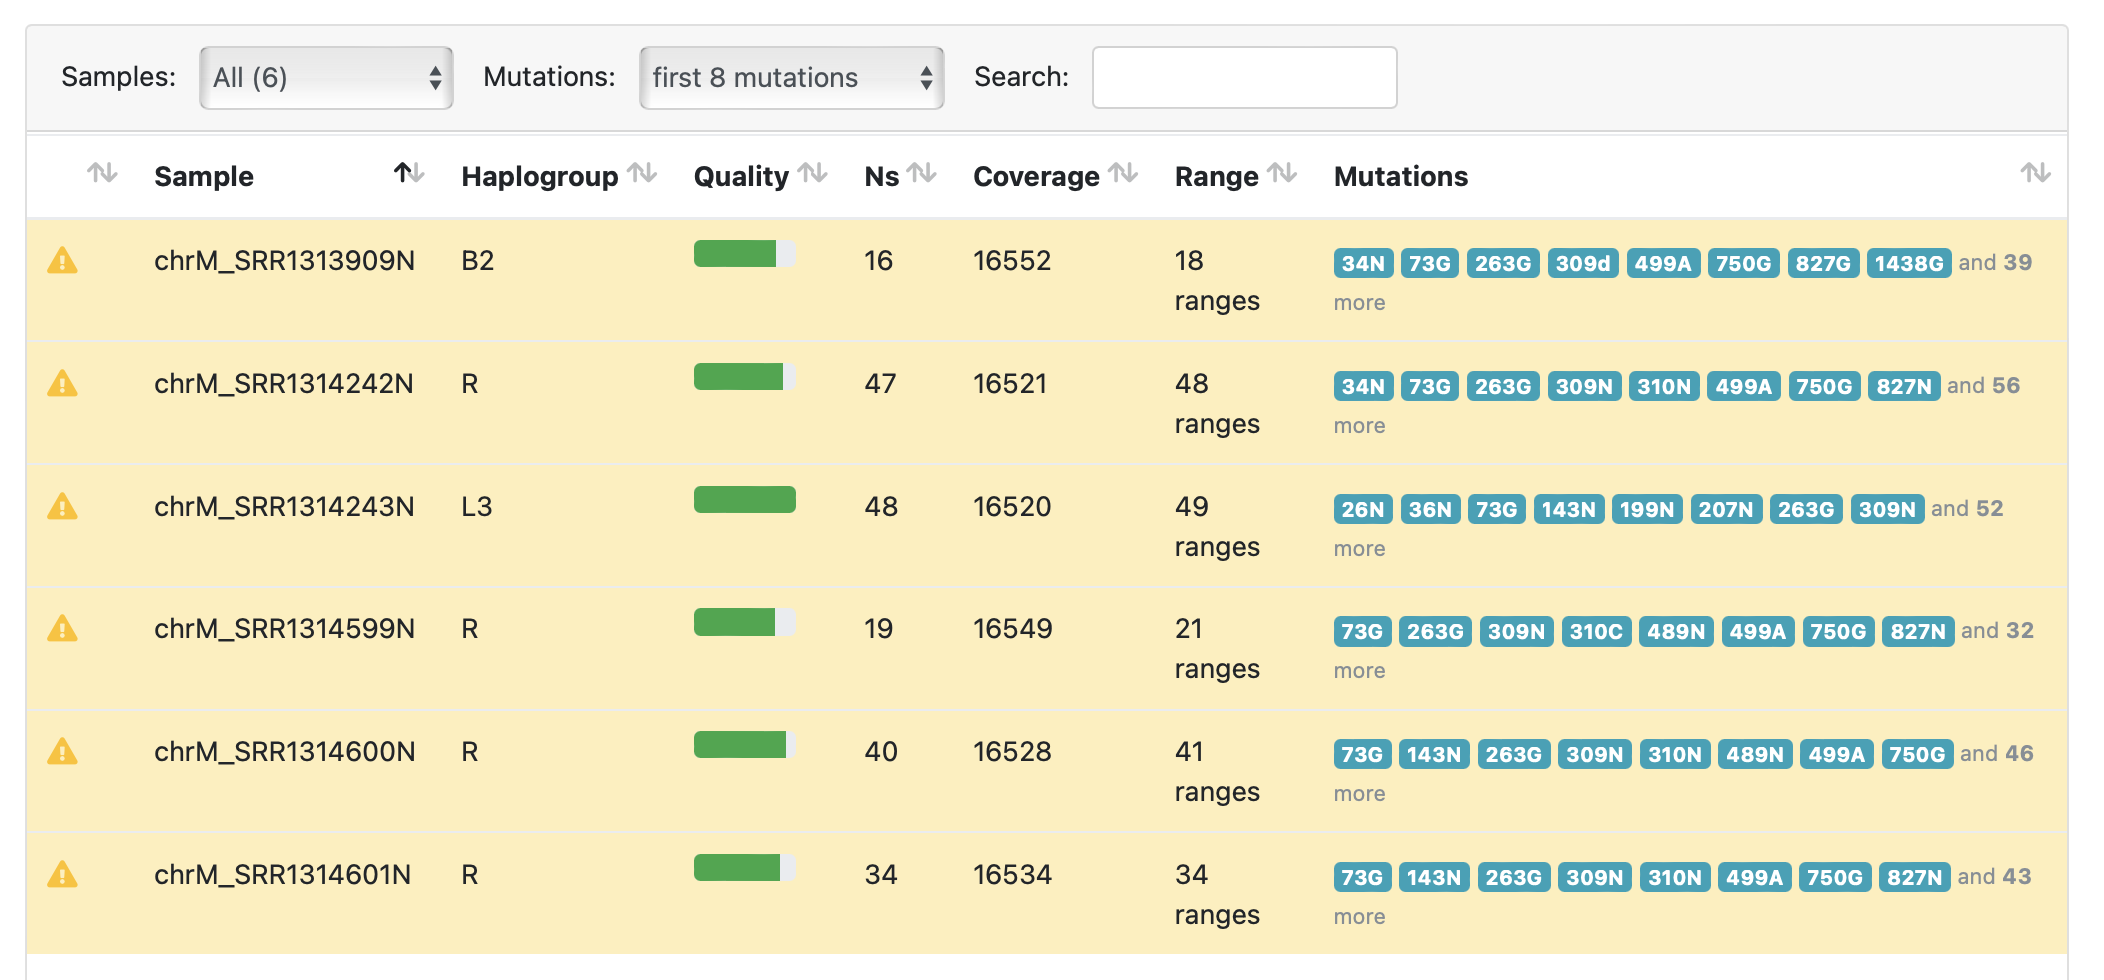 Samples: All (6) Mutations: first 8 mutations Search:
Sample Haplogroup Quality Ns Coverage Range Mutations
chrM_SRR1313909N B2 16 16552 18 34N 73G 263G 309d 499A 750G 827G 1438G and 39
ranges more
chrM_SRR1314242N R 47 16521 48 34N 73G 263G 309N 310N 499A 750G 827N and 56
ranges more
chrM_SRR1314243N L3 48 16520 49 26N 36N 73G 143N 199N 207N 263G 309N and 52
ranges more
chrM_SRR1314599N R 19 16549 21 73G 263G 309N 310C 489N 499A 750G 827N and 32
ranges more
chrM_SRR1314600N R 40 16528 41 73G 143N 263G 309N 310N 489N 499A 750G and 46
ranges more
chrM_SRR1314601N R 34 16534 34 73G 143N 263G 309N 310N 499A 750G 827N and 43
ranges more